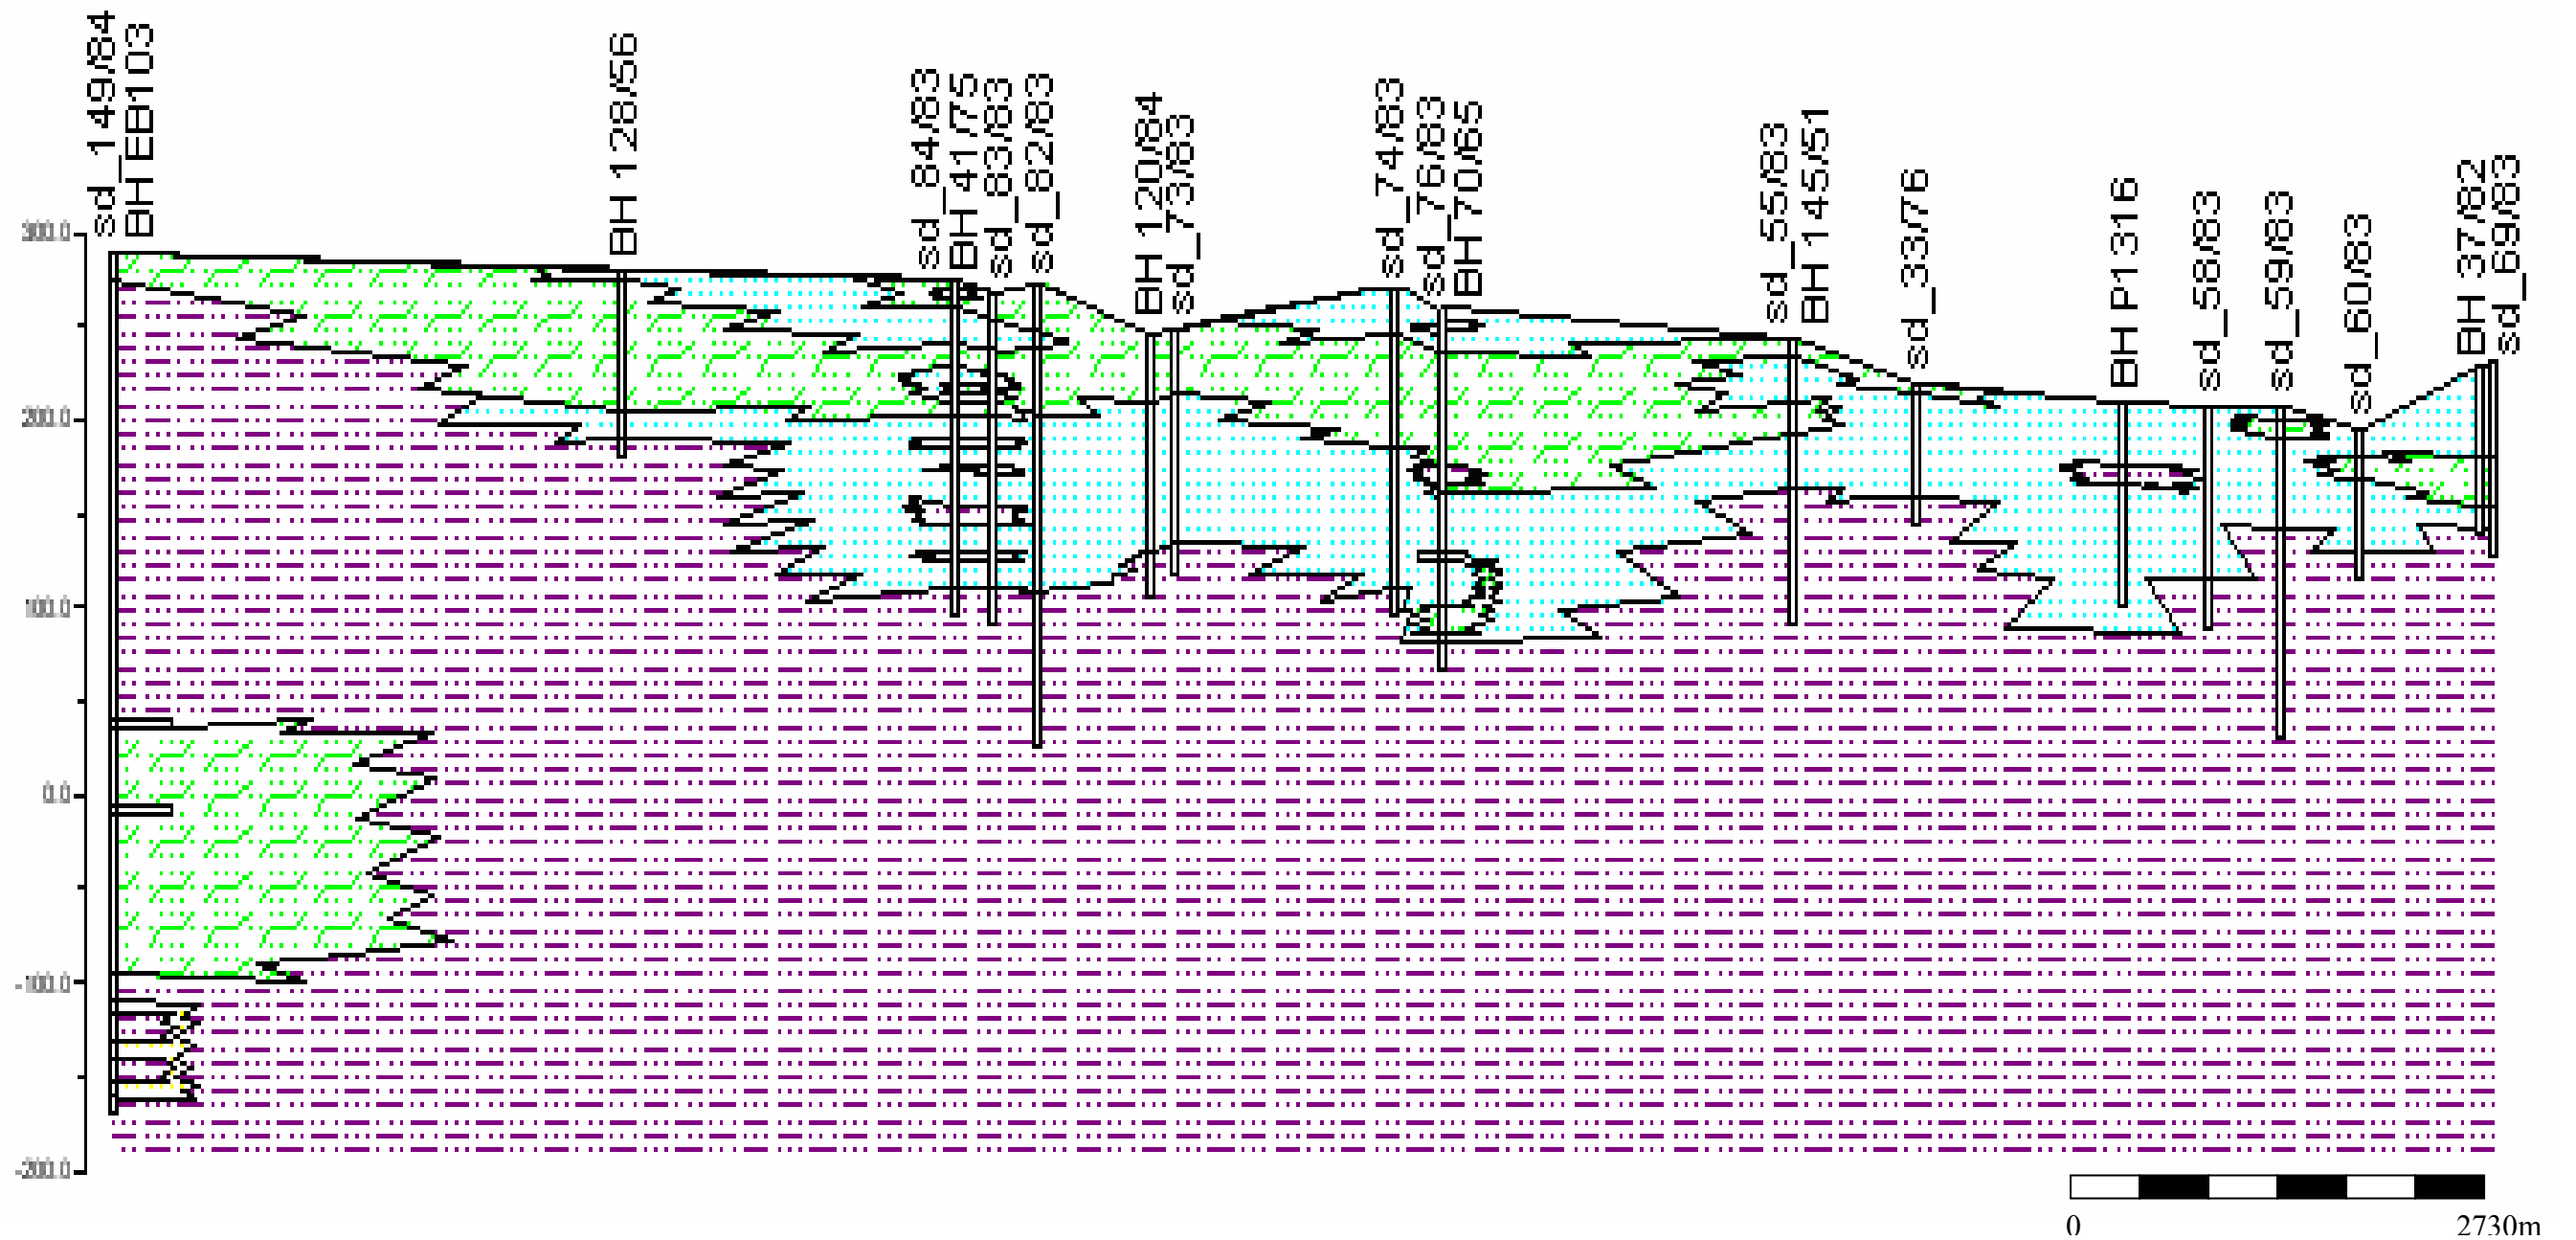 sd_149/84
BH EB103
BH 128/56
sd_84/83
BH 41/75
sd_83/83
sd_82/83
BH 120/84
sd_73/83
sd_74/83
sd_76/83
BH 70/65
sd_55/83
BH 145/51
sd_33/76
BH P1316
sd_58/83
sd_59/83
sd_60/83
BH 37/82
sd_69/83
300.0
200.0
100.0
0.0
-100.0
-200.0
0
2730m